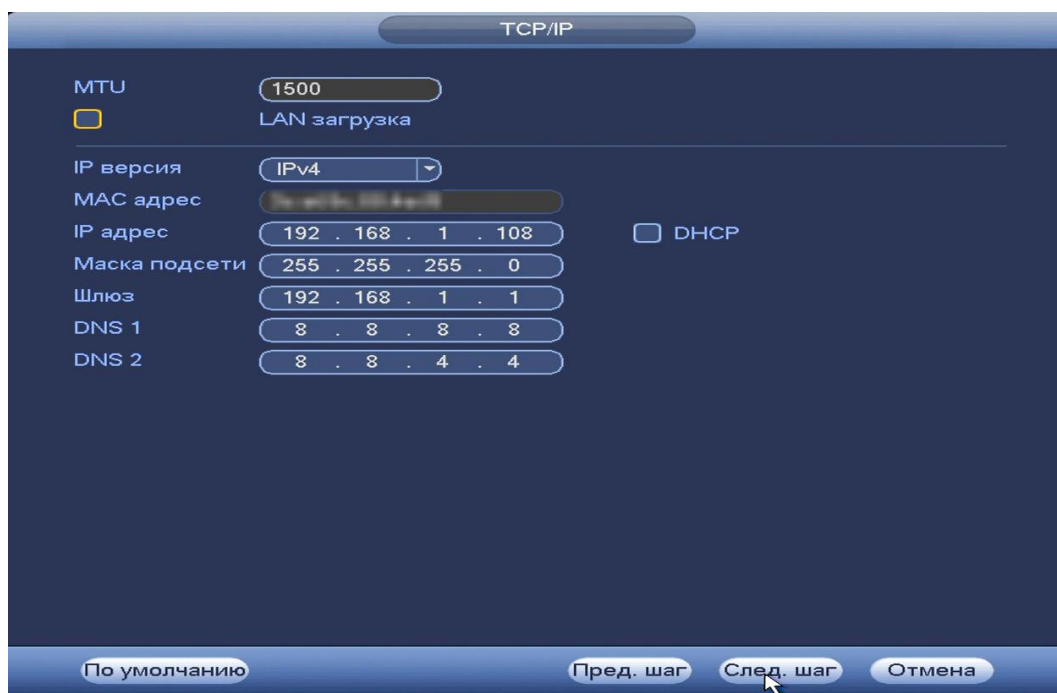 TCP/IP
MTU 1500
LAN загрузка
IP версия IPv4
MAC адрес
IP адрес 192 . 168 . 1 . 108 DHCP
Маска подсети 255 . 255 . 255 . 0
Шлюз 192 . 168 . 1 . 1
DNS 1 8 . 8 . 8 . 8
DNS 2 8 . 8 . 4 . 4
По умолчанию Пред. шаг След. шаг Отмена